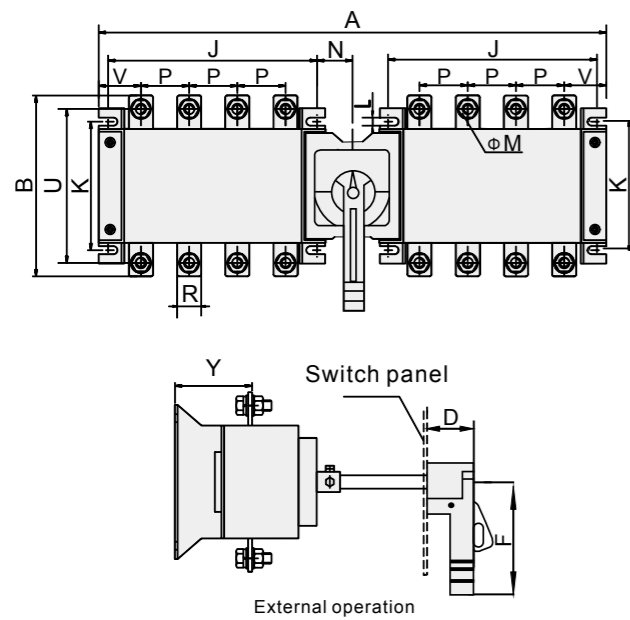 A
J N J
V P P P P P P V
L
ΦM
B U K K
R
Y
Switch panel
D
F
External operation